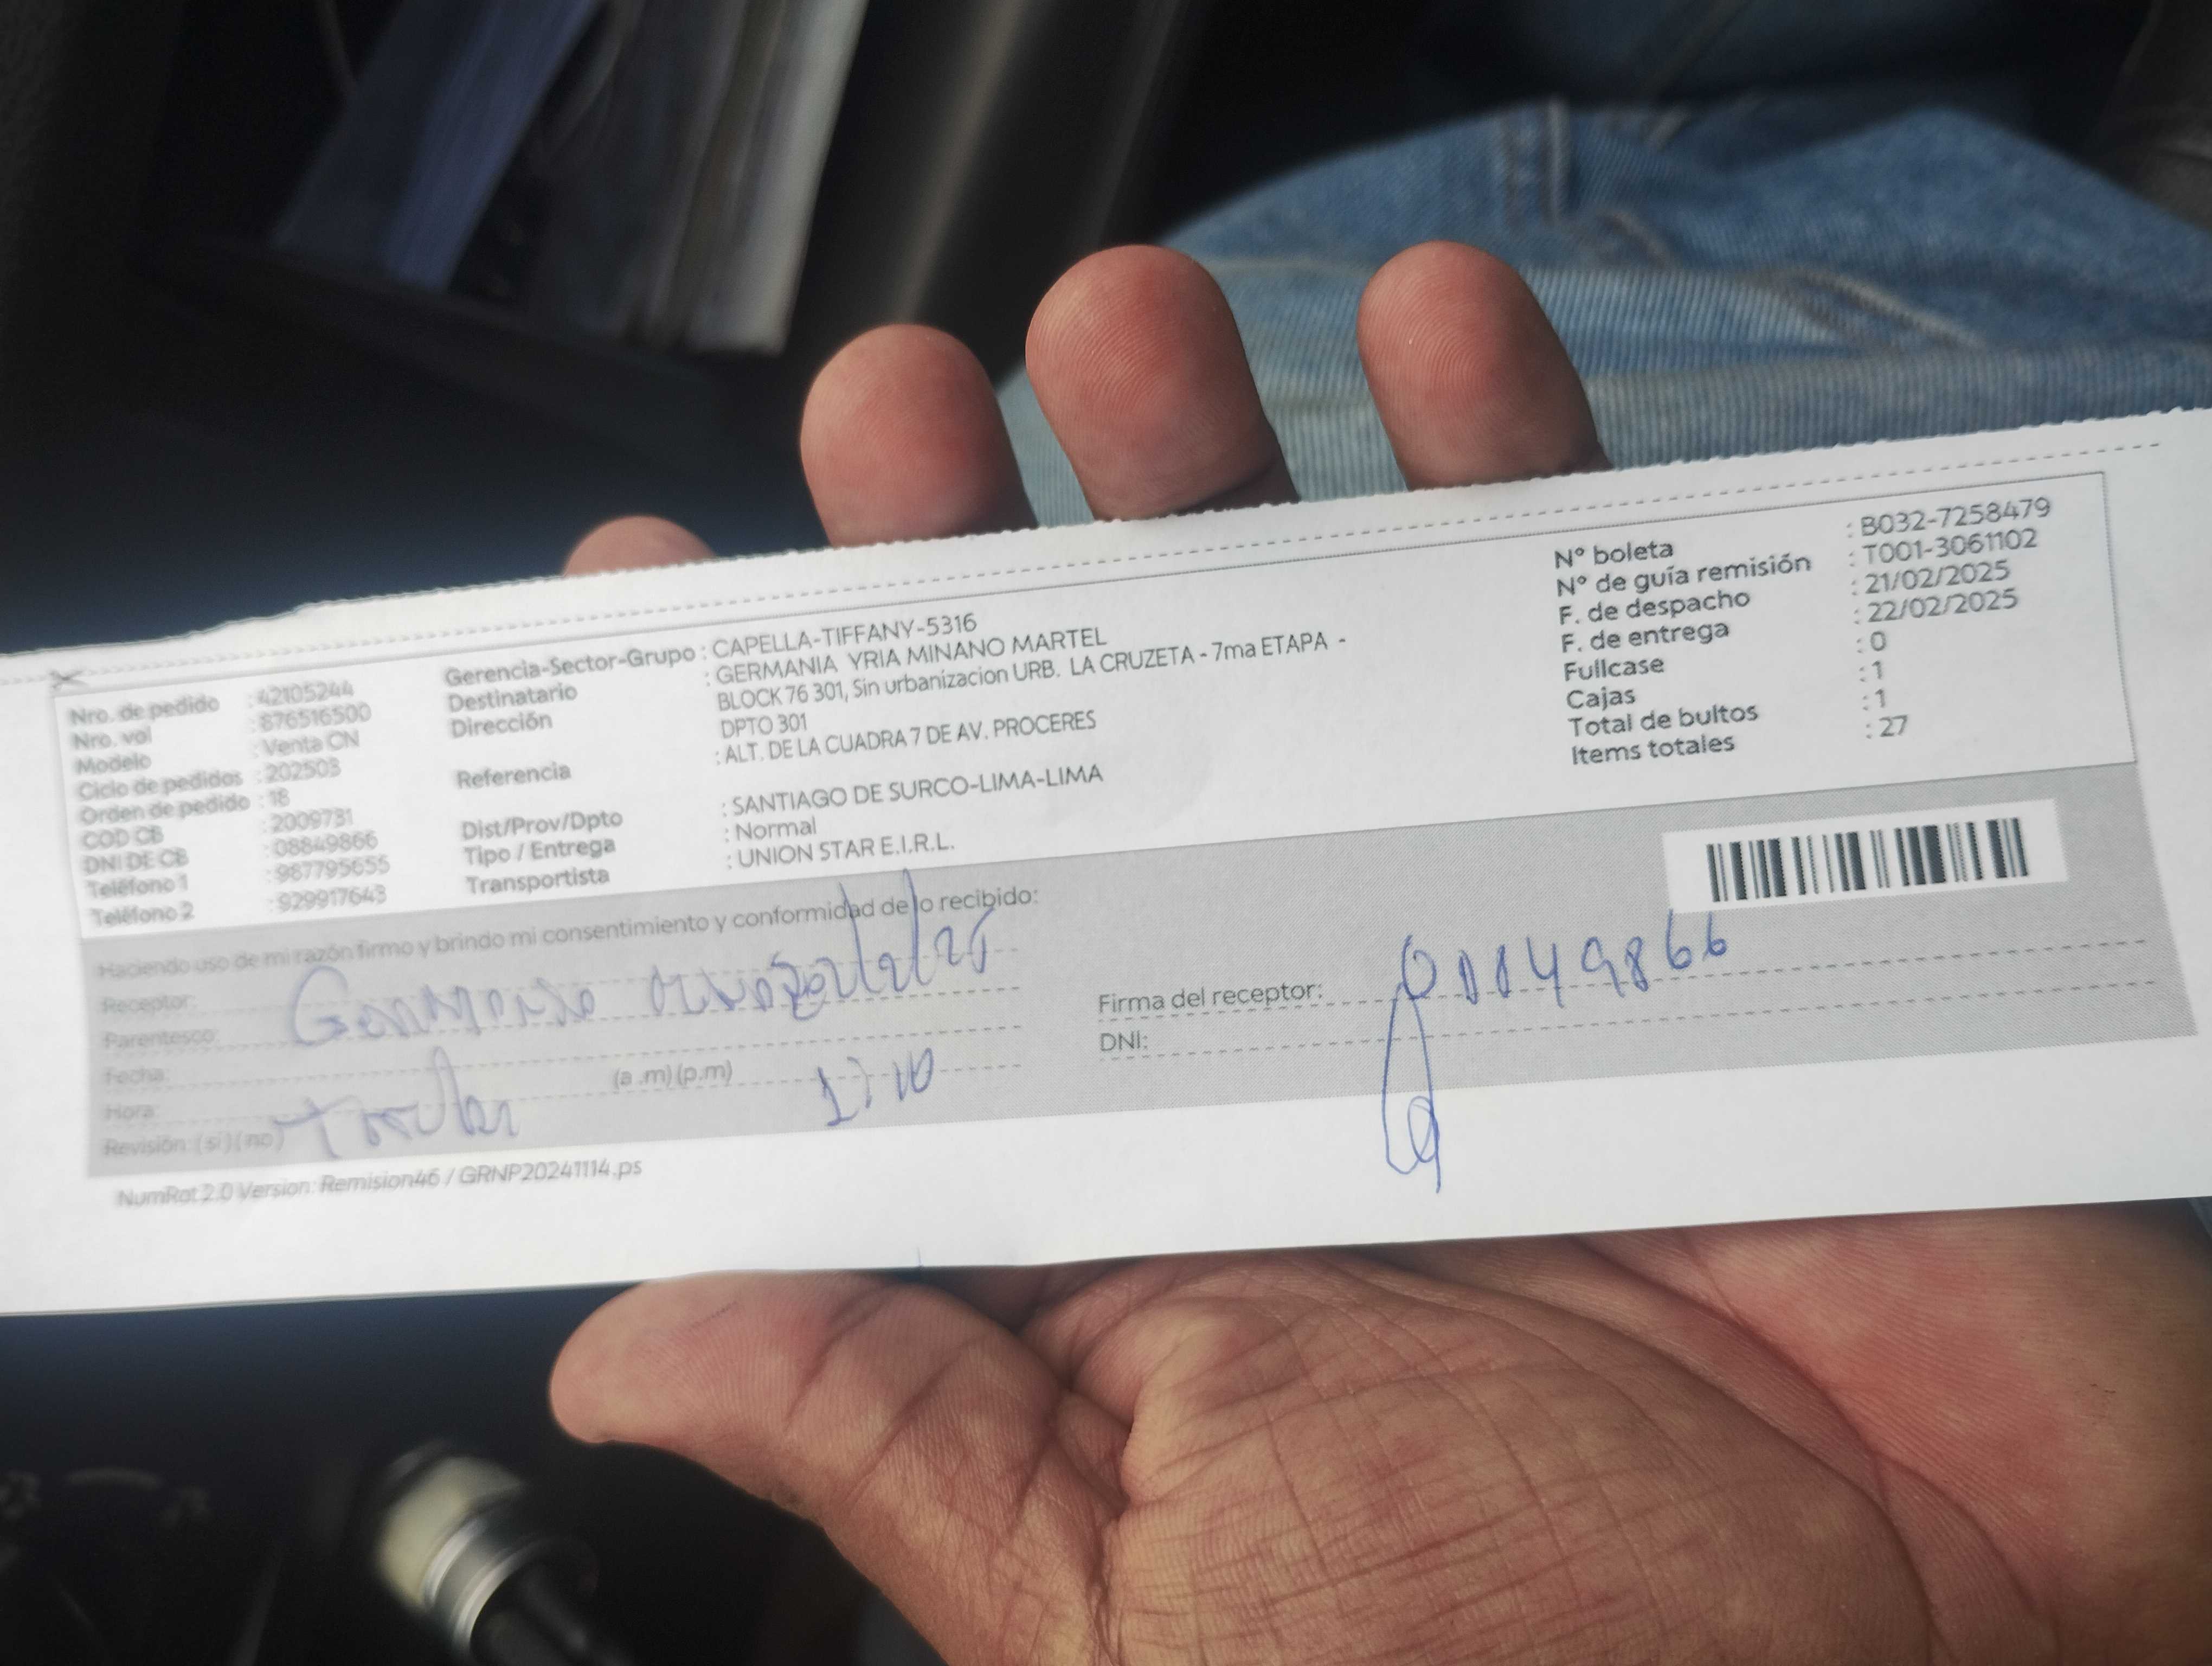 Nro. de pedido : 42105244
Nro. vol : 876516500
Modelo : Venta CN
Ciclo de pedidos : 202503
Orden de pedido : 18
COD CB : 2009731
DNI DE CB : 08849866
Teléfono 1 : 987795655
Teléfono 2 : 929917643
Gerencia-Sector-Grupo : CAPELLA-TIFFANY-5316
Destinatario : GERMANIA YRIA MINANO MARTEL
Dirección BLOCK 76 301, Sin urbanizacion URB. LA CRUZETA - 7ma ETAPA -
DPTO 301
Referencia : ALT. DE LA CUADRA 7 DE AV. PROCERES
Dist/Prov/Dpto : SANTIAGO DE SURCO-LIMA-LIMA
Tipo / Entrega : Normal
Transportista : UNION STAR E.I.R.L.
N° boleta : B032-7258479
N° de guía remisión : T001-3061102
F. de despacho : 21/02/2025
F. de entrega : 22/02/2025
Fullcase : 0
Cajas : 1
Total de bultos : 1
Items totales : 27
Haciendo uso de mi razón firmo y brindo mi consentimiento y conformidad de lo recibido:
Receptor:
Parentesco:
Fecha:
Hora: (a .m) (p.m)
Revisión: (si) (no)
Firma del receptor:
DNI:
NumRat 2.0 Version: Remision46 / GRNP20241114.ps